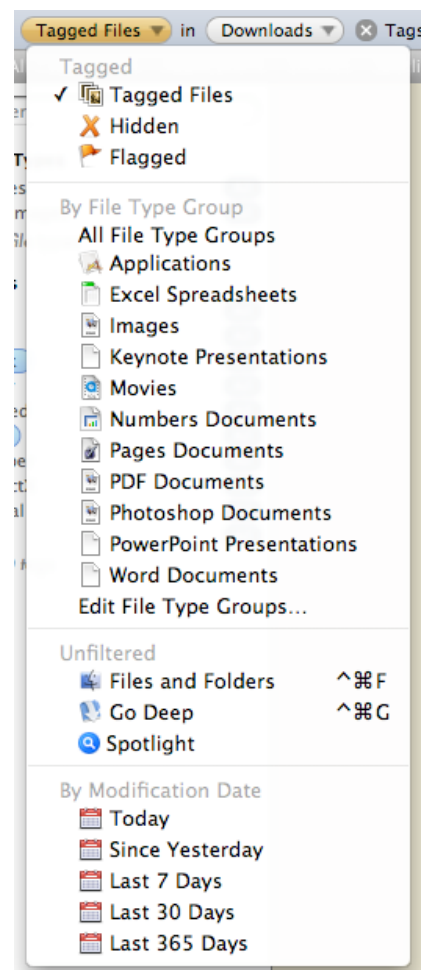 Tagged Files in Downloads Tags
Tagged
✓ Tagged Files
Hidden
Flagged
By File Type Group
All File Type Groups
Applications
Excel Spreadsheets
Images
Keynote Presentations
Movies
Numbers Documents
Pages Documents
PDF Documents
Photoshop Documents
PowerPoint Presentations
Word Documents
Edit File Type Groups...
Unfiltered
Files and Folders ^⌘F
Go Deep ^⌘G
Spotlight
By Modification Date
Today
Since Yesterday
Last 7 Days
Last 30 Days
Last 365 Days